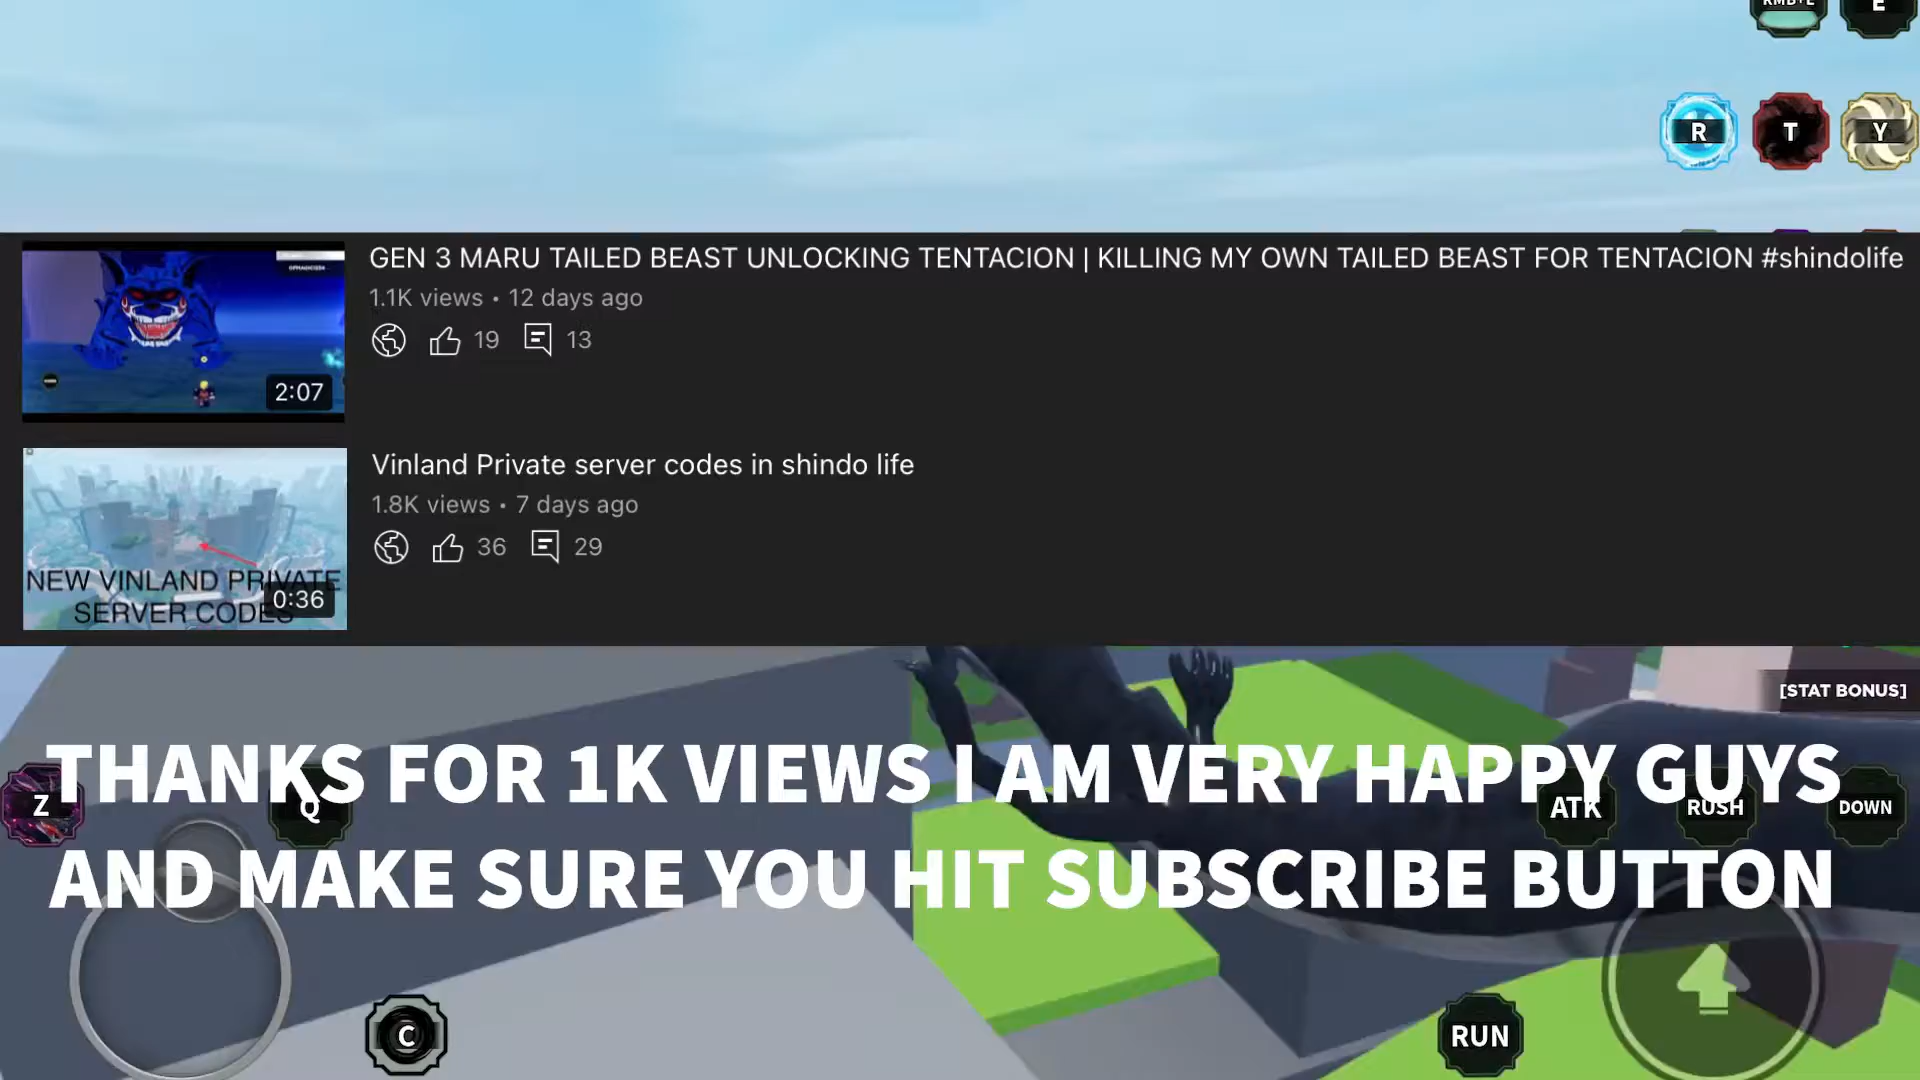 RMB+E
E
R
T
Y
GEN 3 MARU TAILED BEAST UNLOCKING TENTACION | KILLING MY OWN TAILED BEAST FOR TENTACION #shindolife
1.1K views • 12 days ago
19
13
2:07
Vinland Private server codes in shindo life
1.8K views • 7 days ago
36
29
NEW VINLAND PRIVATE
SERVER CODES
0:36
[STAT BONUS]
THANKS FOR 1K VIEWS I AM VERY HAPPY GUYS
AND MAKE SURE YOU HIT SUBSCRIBE BUTTON
Z
Q
ATK
RUSH
DOWN
C
RUN